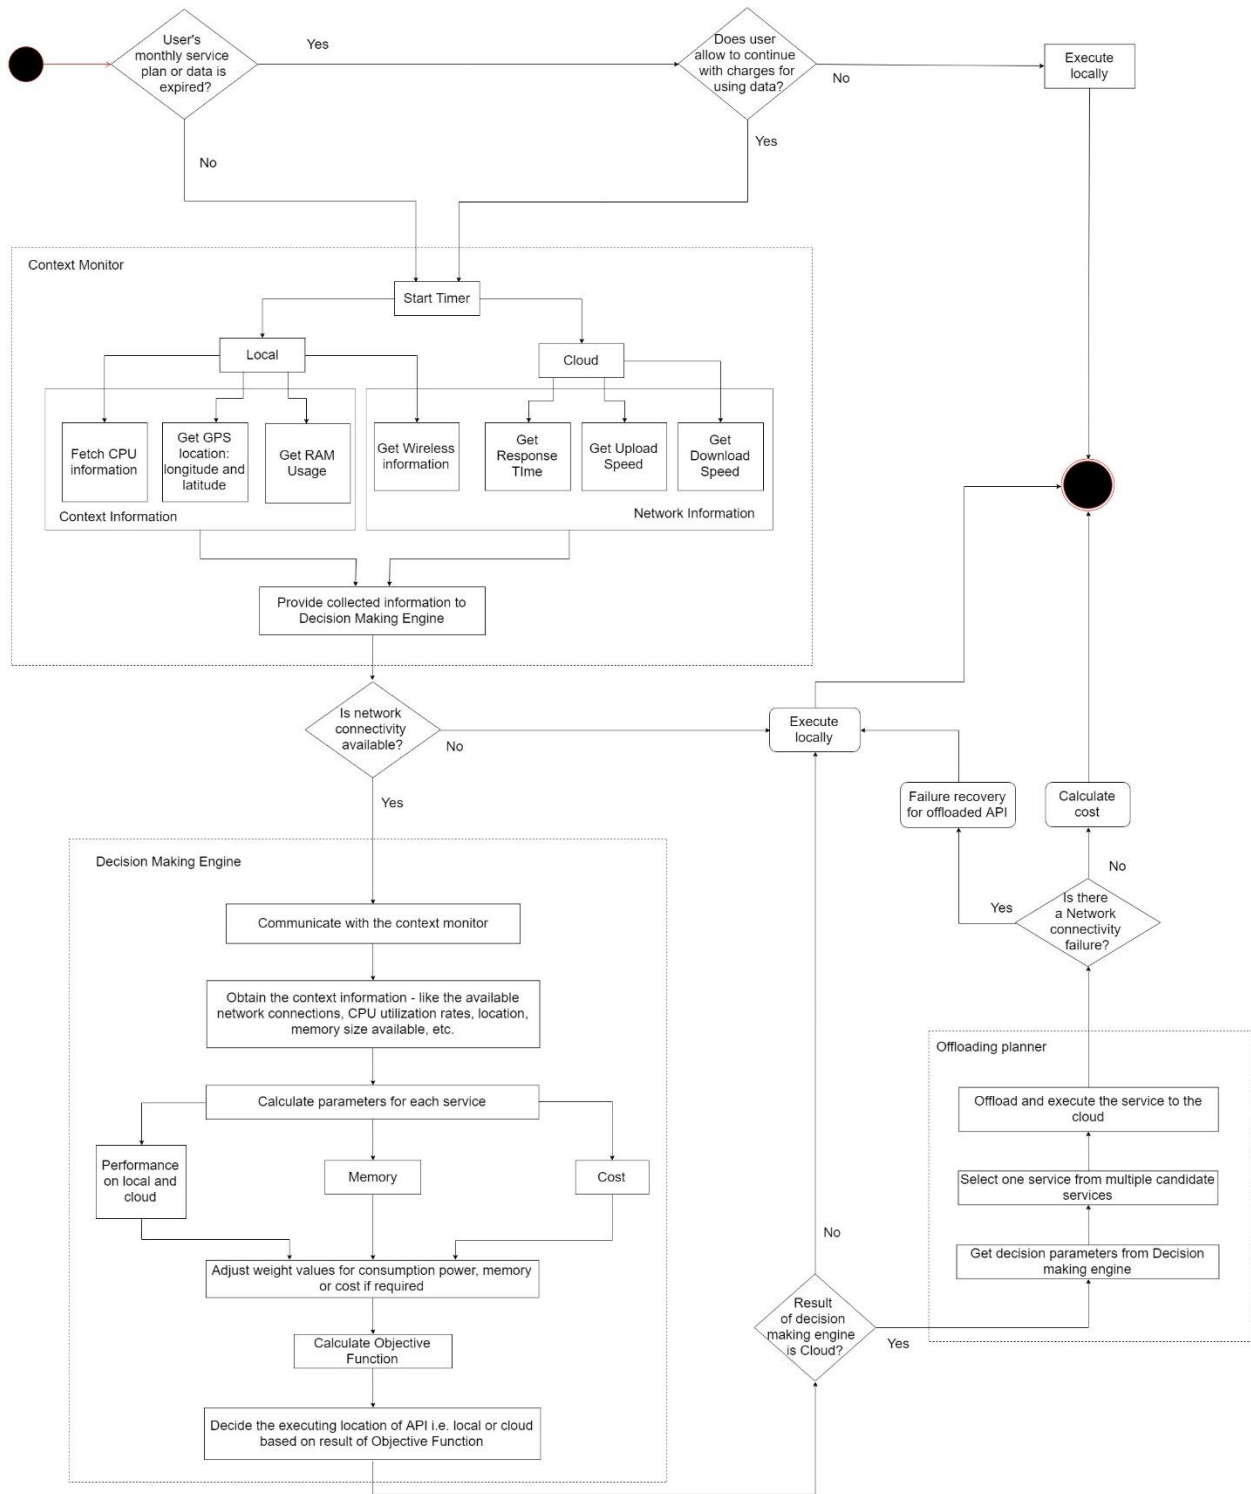 User's
monthly service
plan or data is
expired?
Yes
Does user
allow to continue
with charges for
using data?
No
Execute
locally
No
Yes
Context Monitor
Start Timer
Local
Cloud
Fetch CPU
information
Get GPS
location:
longitude and
latitude
Get RAM
Usage
Get Wireless
information
Get
Response
TIme
Get Upload
Speed
Get
Download
Speed
Context Information
Network Information
Provide collected information to
Decision Making Engine
Is network
connectivity
available?
No
Execute
locally
Yes
Failure recovery
for offloaded API
Calculate
cost
Decision Making Engine
No
Yes
Is there
a Network
connectivity
failure?
Communicate with the context monitor
Obtain the context information - like the available
network connections, CPU utilization rates, location,
memory size available, etc.
Offloading planner
Calculate parameters for each service
Offload and execute the service to the
cloud
Performance
on local and
cloud
Memory
Cost
Select one service from multiple candidate
services
No
Get decision parameters from Decision
making engine
Adjust weight values for consumption power, memory
or cost if required
Result
of decision
making engine
is Cloud?
Yes
Calculate Objective
Function
Decide the executing location of API i.e. local or cloud
based on result of Objective Function